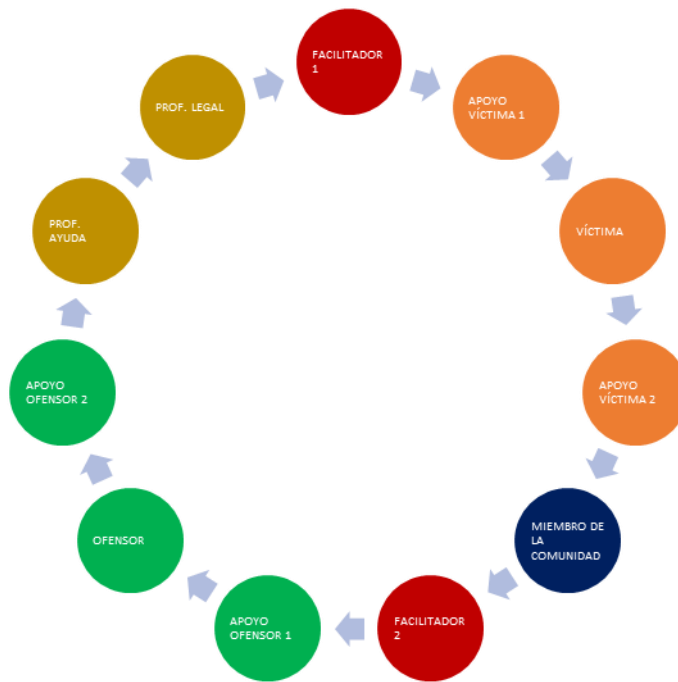 FACILITADOR
1
APOYO
VÍCTIMA 1
VÍCTIMA
APOYO
VÍCTIMA 2
MIEMBRO DE
LA
COMUNIDAD
FACILITADOR
2
APOYO
OFENSOR 1
OFENSOR
APOYO
OFENSOR 2
PROF.
AYUDA
PROF. LEGAL